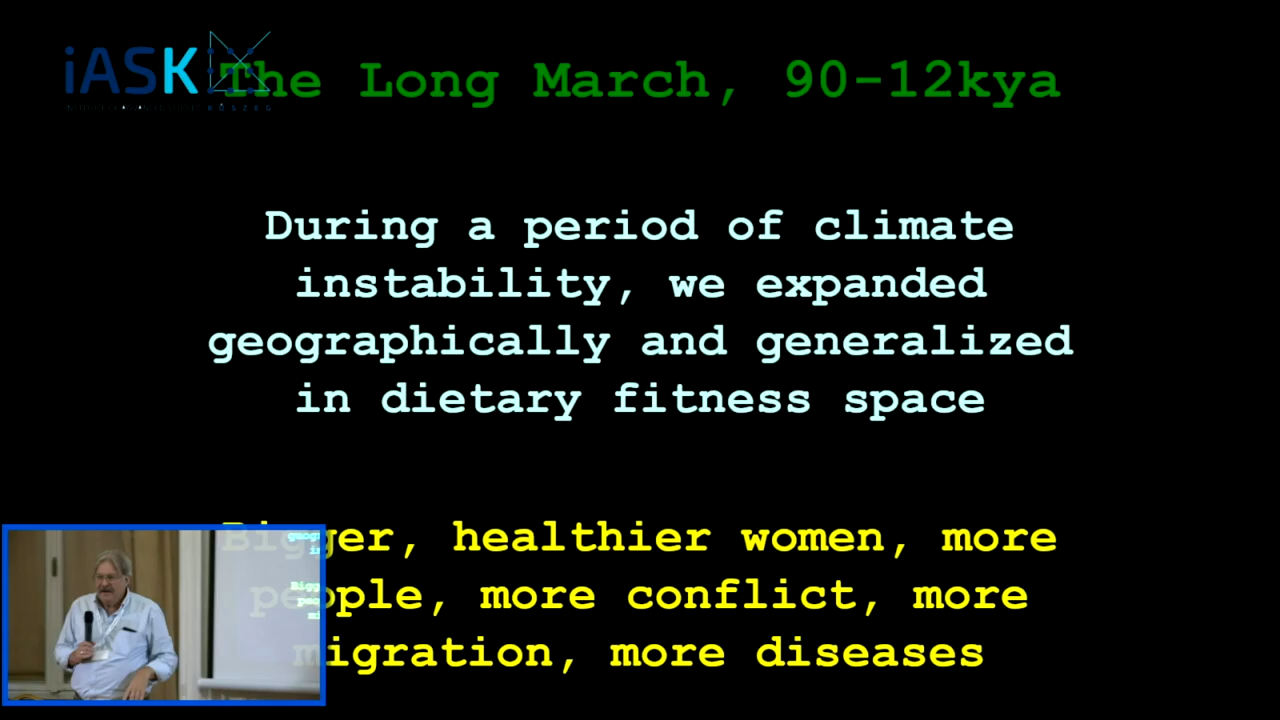 iASK
The Long March, 90-12kya
KŐSZEG
During a period of climate
instability, we expanded
geographically and generalized
in dietary fitness space
Bigger, healthier women, more
people, more conflict, more
migration, more diseases